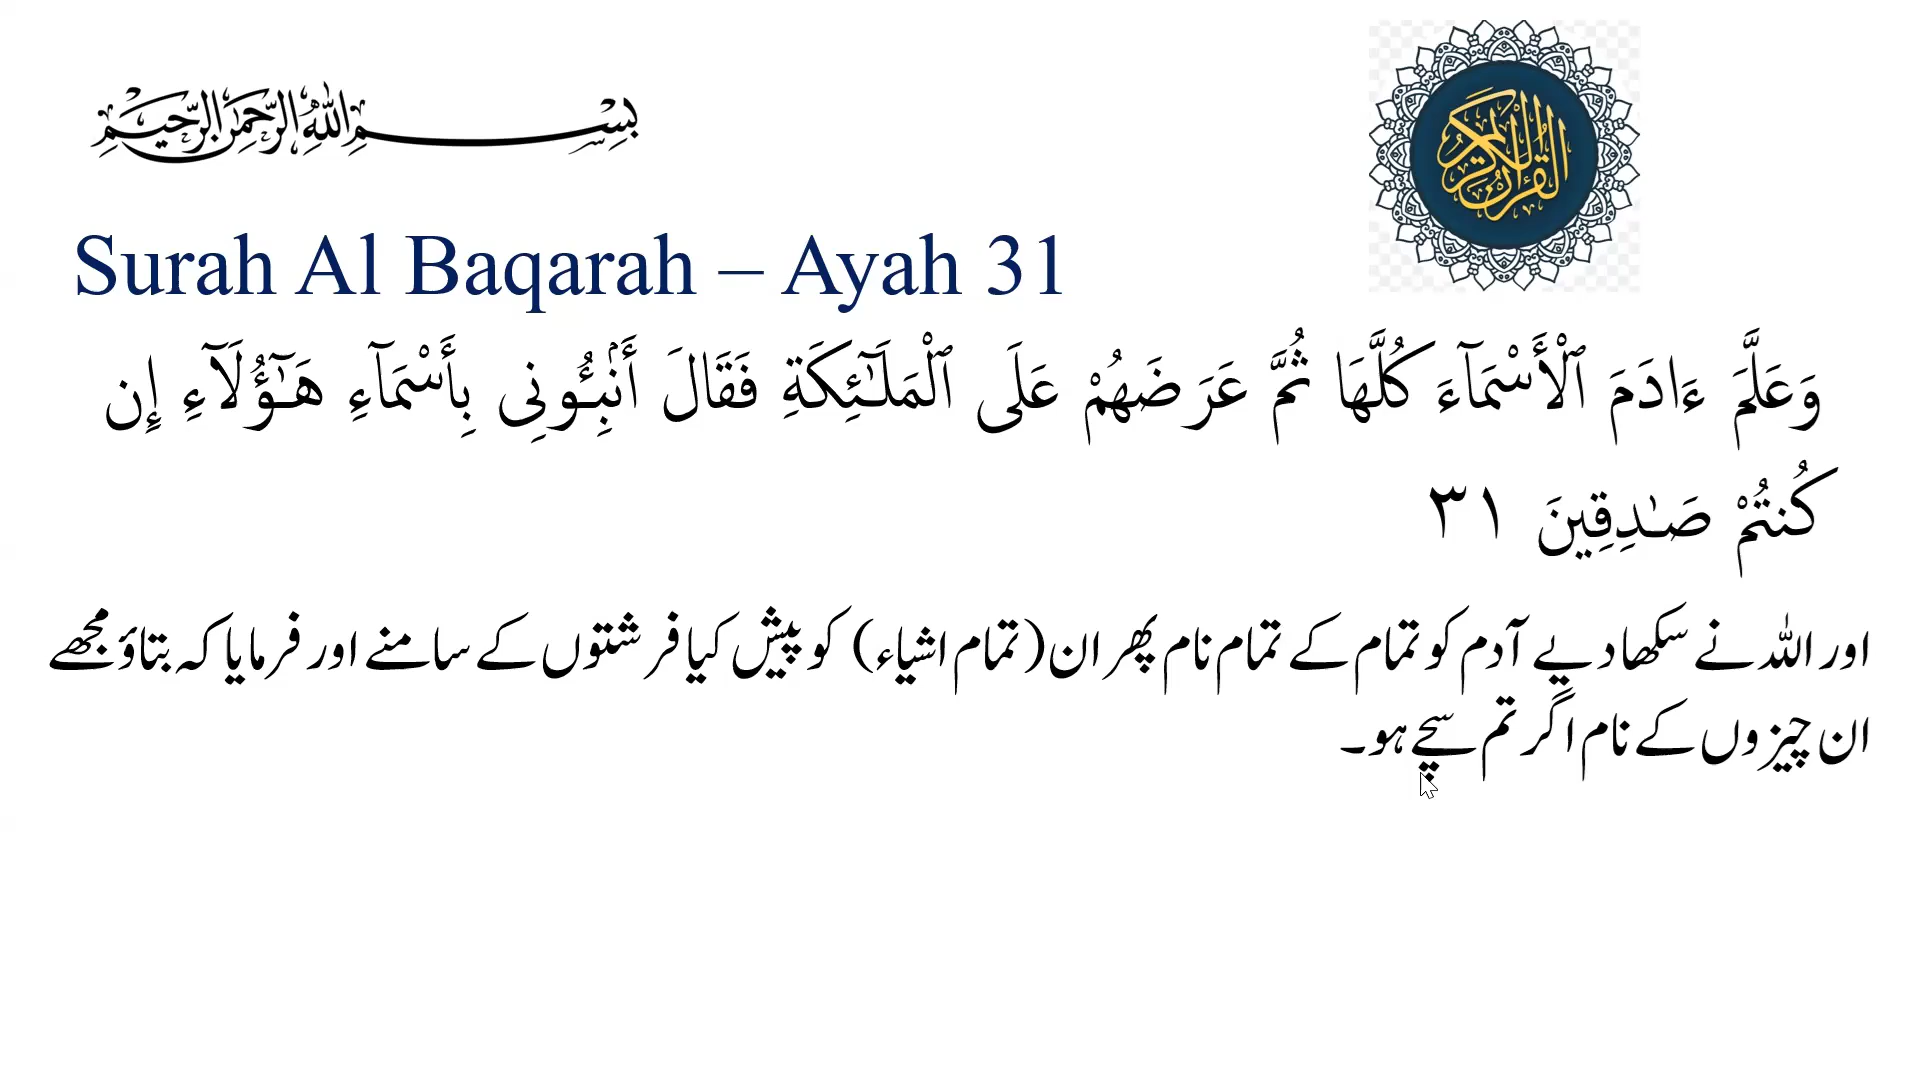 بِسْمِ اللهِ الرَّحْمٰنِ الرَّحِيْمِ
القرآن الكريم
Surah Al Baqarah – Ayah 31
وَعَلَّمَ ءَادَمَ ٱلْأَسْمَآءَ كُلَّهَا ثُمَّ عَرَضَهُمْ عَلَى ٱلْمَلَـٰٓئِكَةِ فَقَالَ أَنۢبِـُٔونِى بِأَسْمَآءِ هَـٰٓؤُلَآءِ إِن
كُنتُمْ صَـٰدِقِينَ ٣١
اور اللہ نے سکھا دیے آدم کو تمام کے تمام نام پھر ان (تمام اشیاء) کو پیش کیا فرشتوں کے سامنے اور فرمایا کہ بتاؤ مجھے
ان چیزوں کے نام اگر تم سچے ہو۔